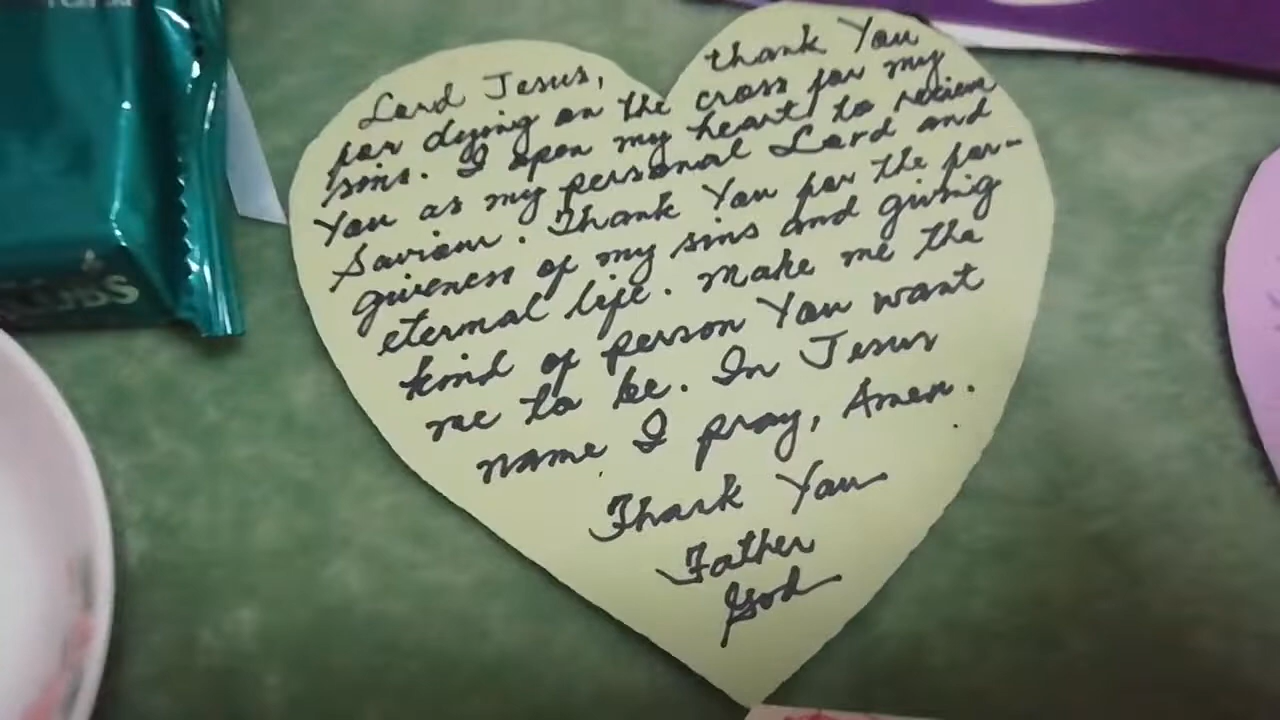 Lord Jesus, thank You
for dying on the cross for my
sins. I open my heart to
You as my personal Lord and
Saviour. Thank You for the for-
giveness of my sins and giving
eternal life. Make me the
kind of person You want
me to be. In Jesus
name I pray, Amen.
Thank You
Father
God